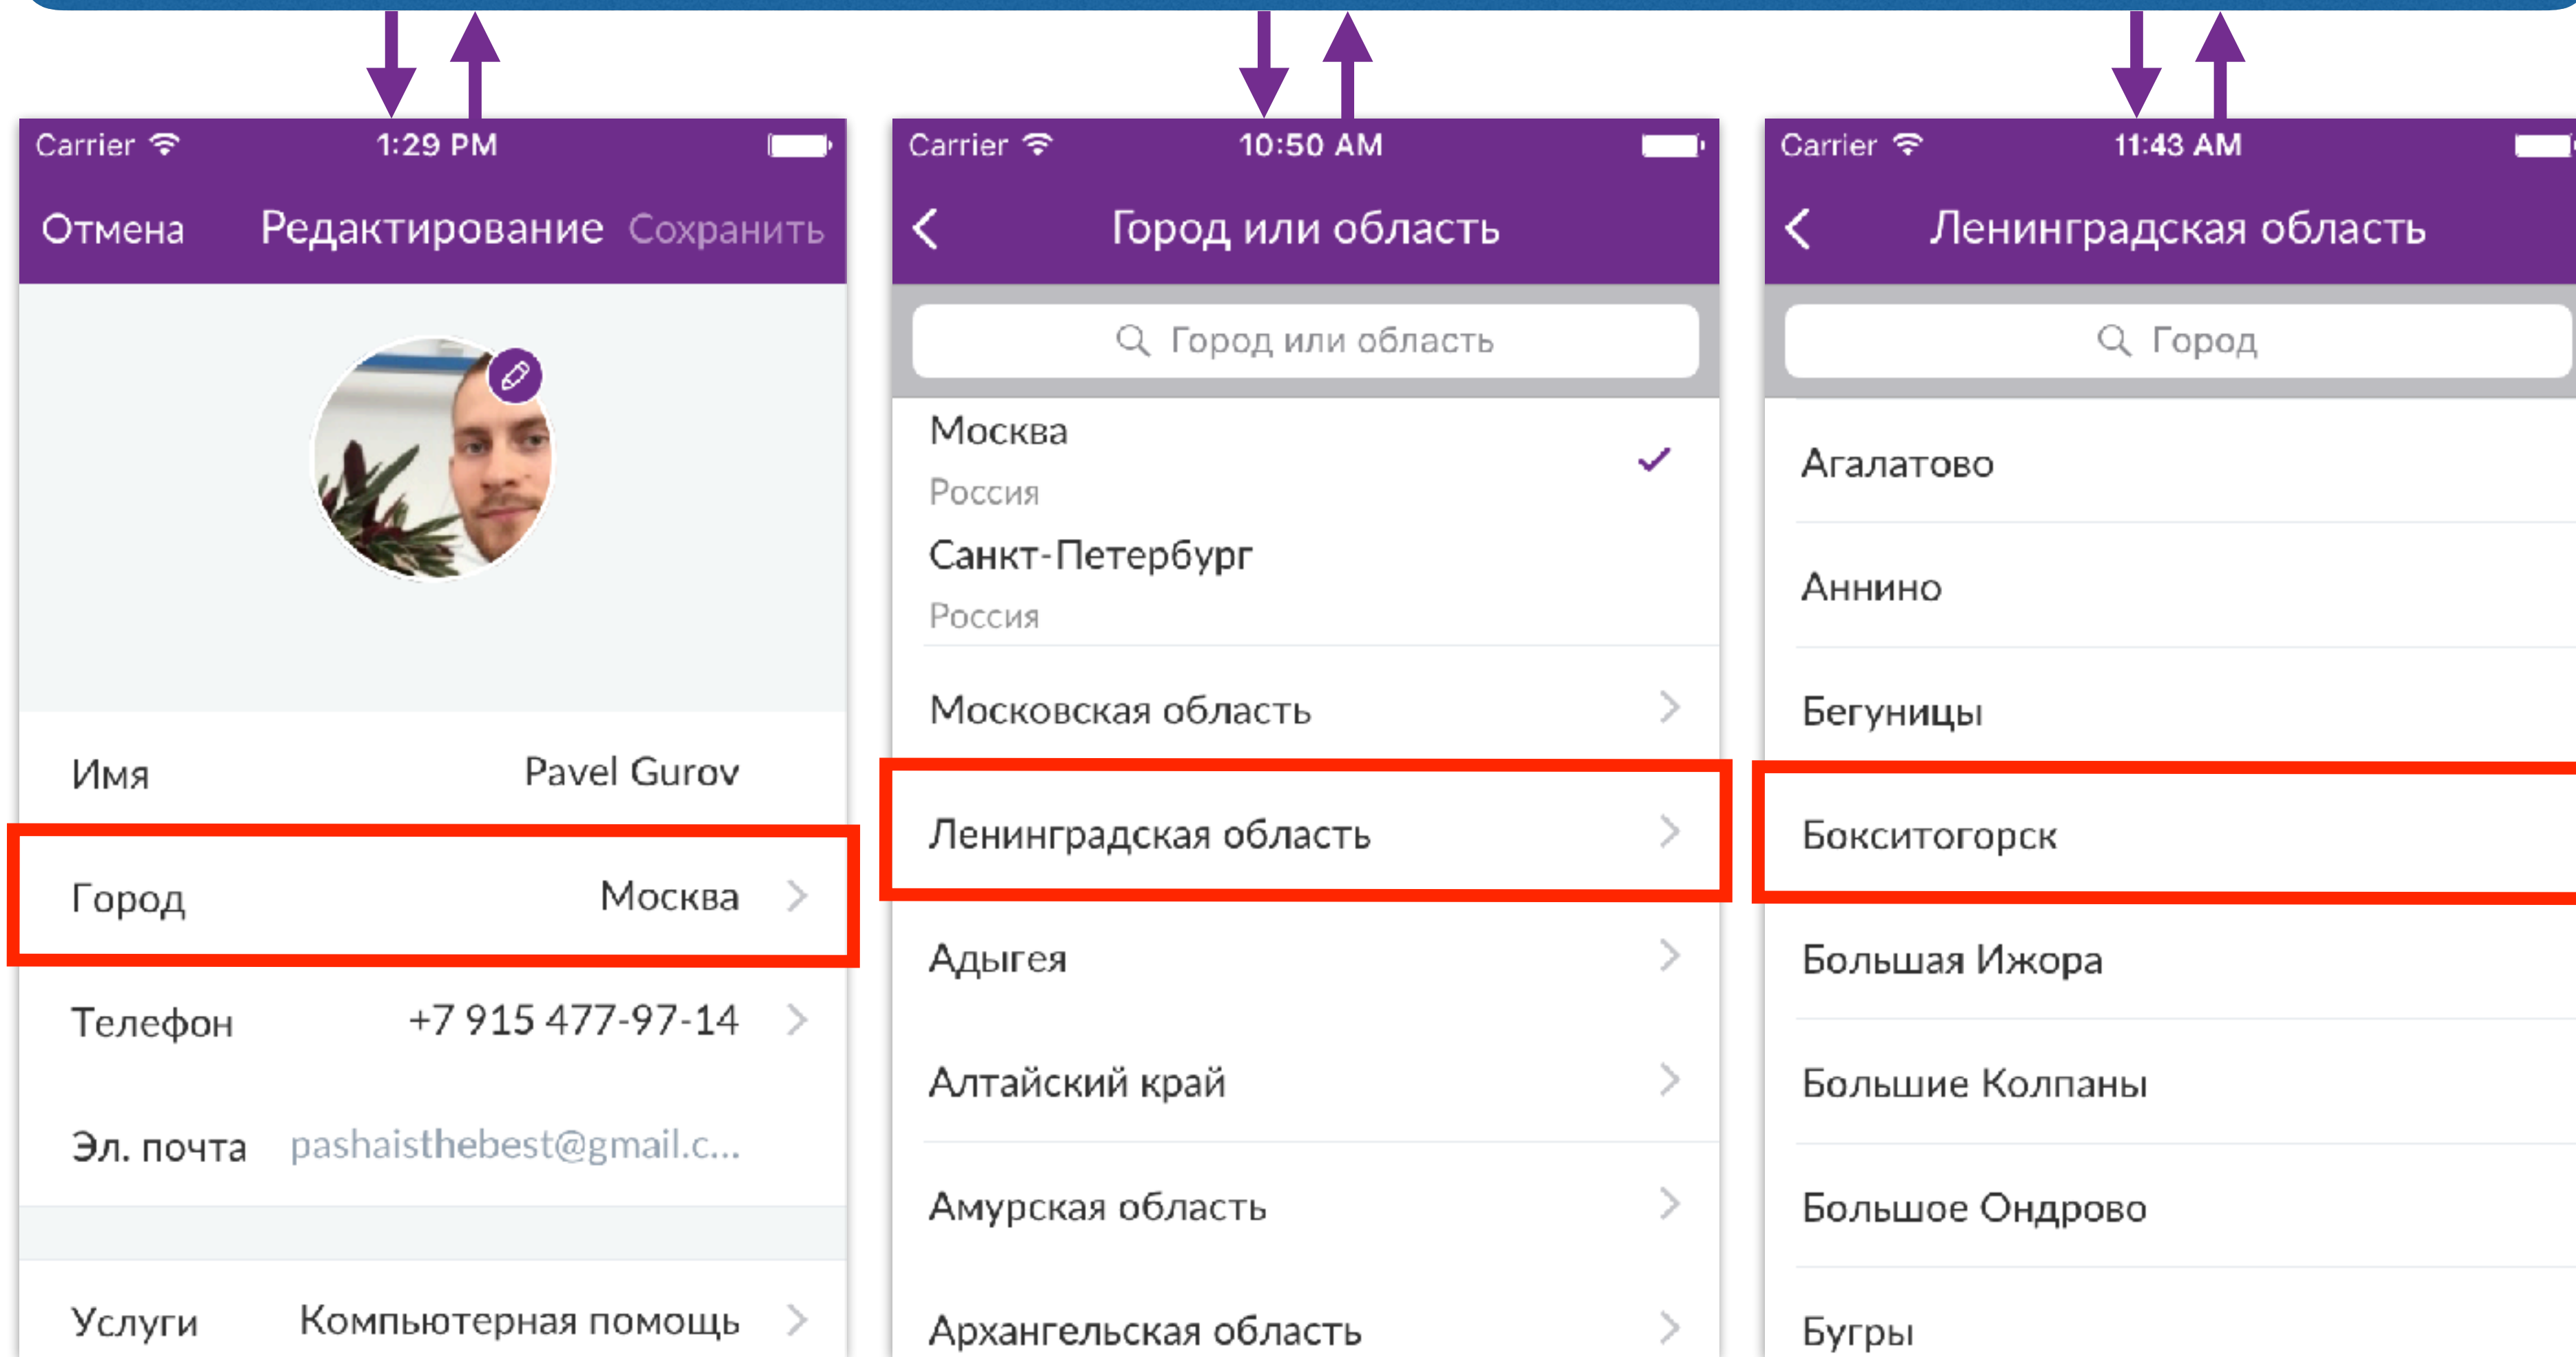 Carrier 1:29 PM
Отмена Редактирование Сохранить
Имя Pavel Gurov
Город Москва
Телефон +7 915 477-97-14
Эл. почта pashaisthebest@gmail.c...
Услуги Компьютерная помощь
Carrier 10:50 AM
Город или область
Город или область
Москва
Россия
Санкт-Петербург
Россия
Московская область
Ленинградская область
Адыгея
Алтайский край
Амурская область
Архангельская область
Carrier 11:43 AM
Ленинградская область
Город
Агалатово
Аннино
Бегуницы
Бокситогорск
Большая Ижора
Большие Колпаны
Большое Ондрово
Бугры